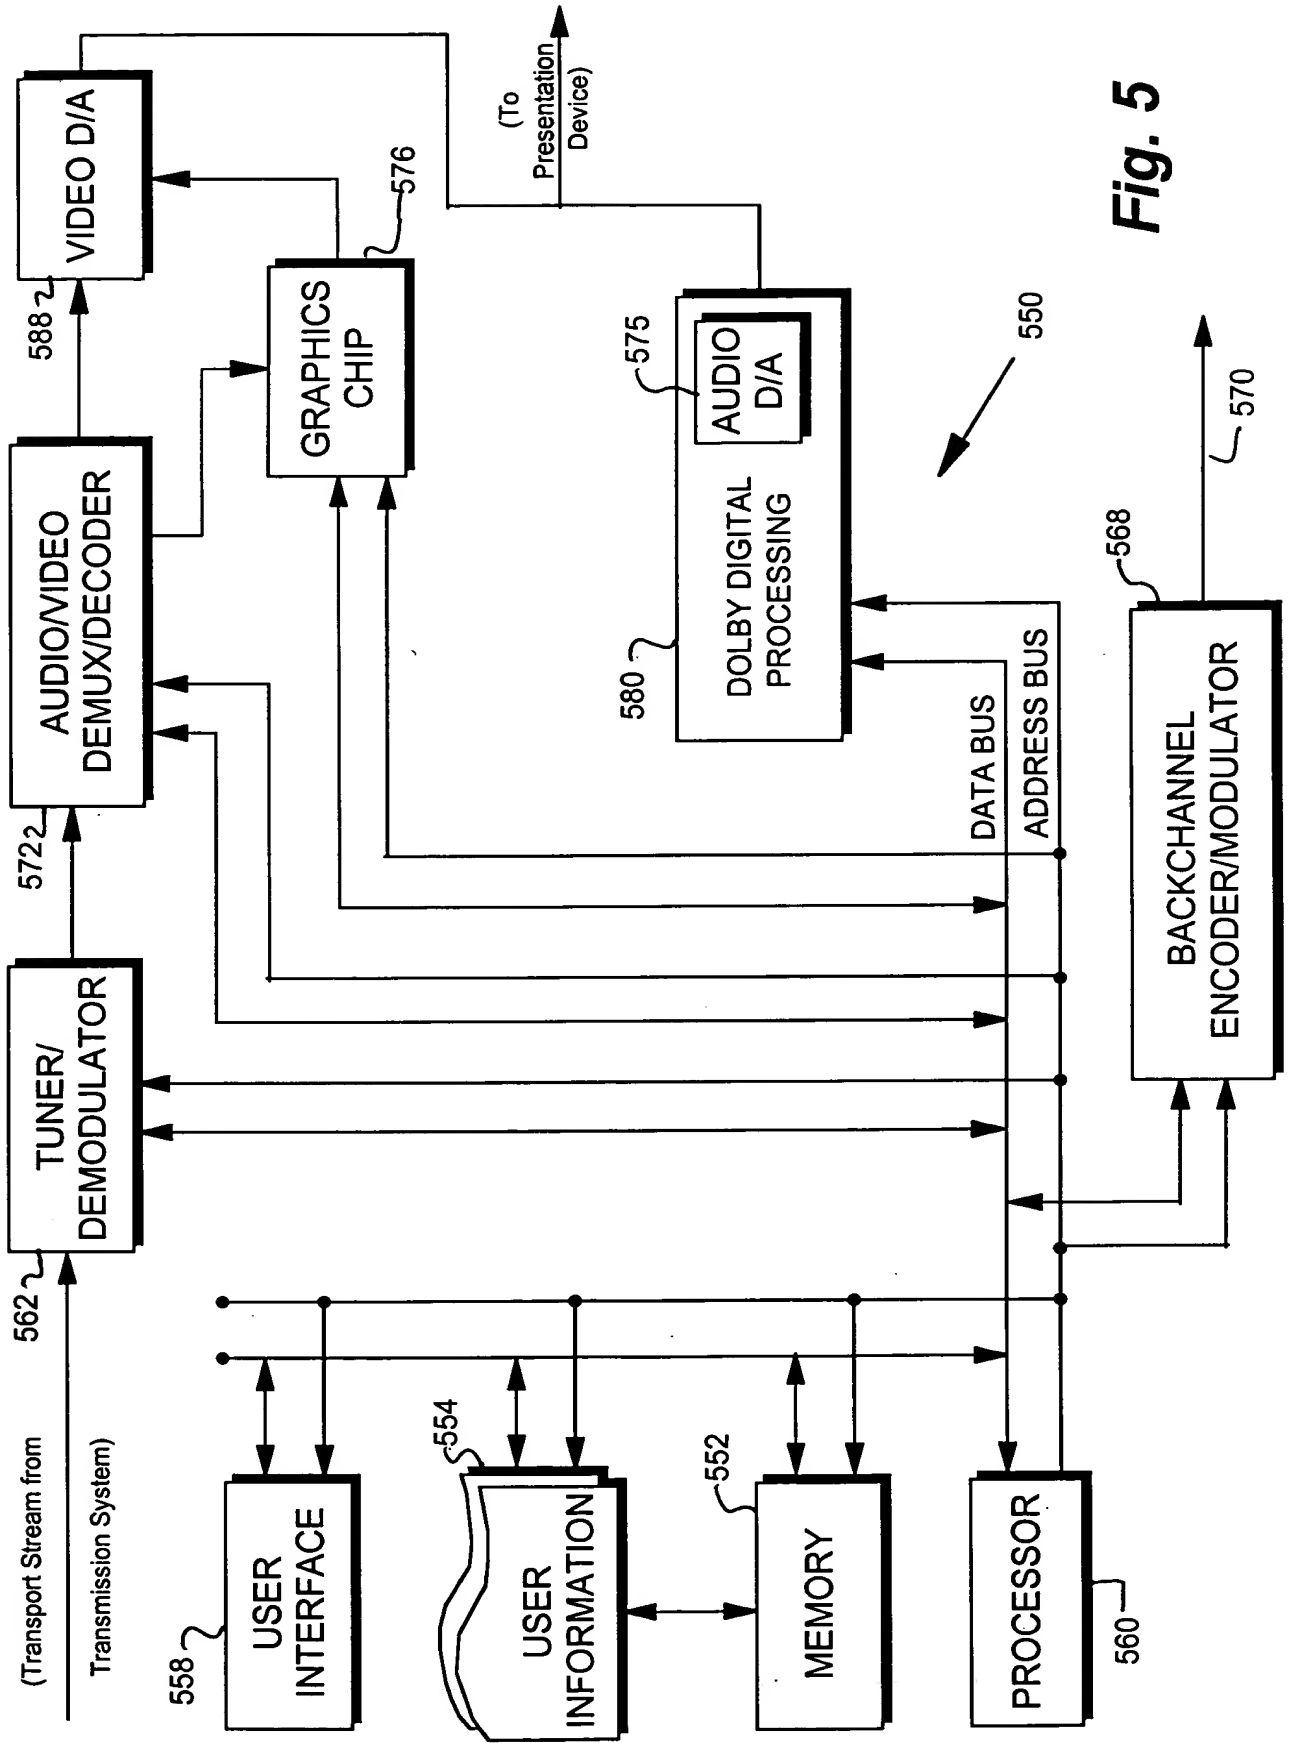 (Transport Stream from
Transmission System)
562
TUNER/
DEMODULATOR
572
AUDIO/VIDEO
DEMUX/DECODER
588
VIDEO D/A
GRAPHICS
CHIP
576
(To
Presentation
Device)
558
USER
INTERFACE
554
USER
INFORMATION
552
MEMORY
PROCESSOR
560
580
DOLBY DIGITAL
PROCESSING
575
AUDIO
D/A
DATA BUS
ADDRESS BUS
550
568
BACKCHANNEL
ENCODER/MODULATOR
570
Fig. 5